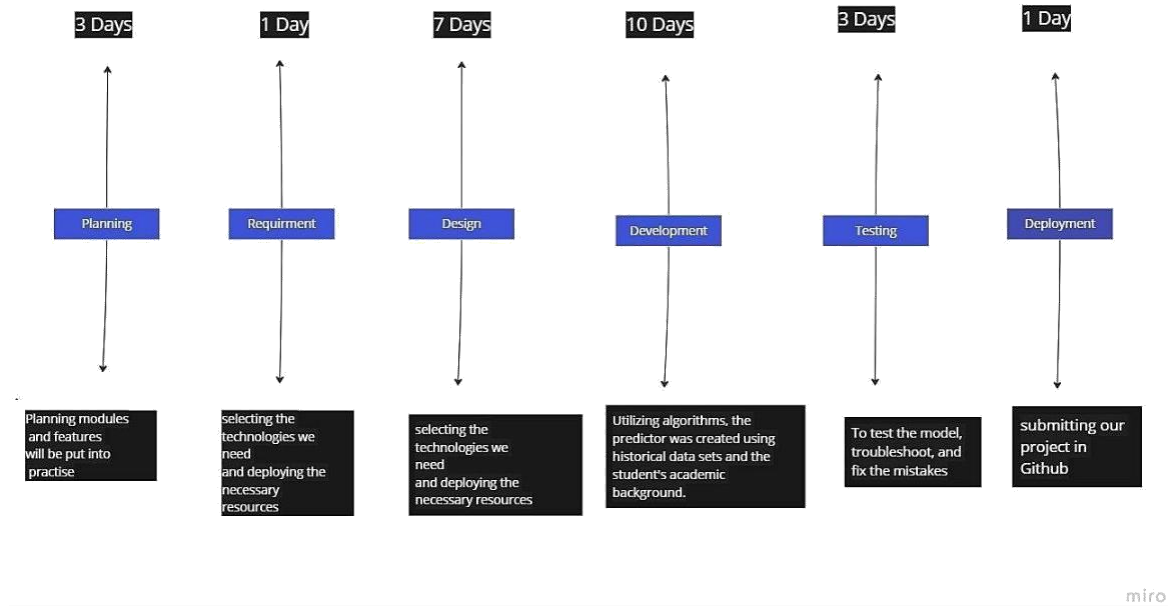 3 Days
1 Day
7 Days
10 Days
3 Days
1 Day
Planning
Requirment
Design
Development
Testing
Deployment
Planning modules
and features
will be put into
practise
selecting the
technologies we
need
and deploying the
necessary
resources
selecting the
technologies we
need
and deploying the
necessary resources
Utilizing algorithms, the
predictor was created using
historical data sets and the
student's academic
background.
To test the model,
troubleshoot, and
fix the mistakes
submitting our
project in
Github
miro